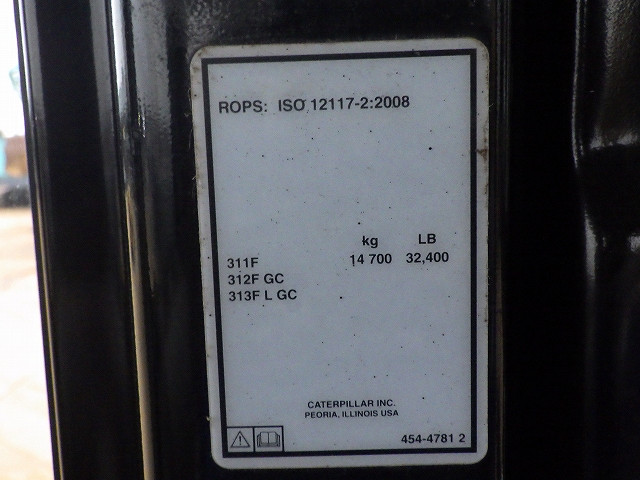 ROPS: ISO 12117-2:2008
kg LB
311F 14 700 32,400
312F GC
313F L GC
CATERPILLAR INC.
PEORIA, ILLINOIS USA
454-4781 2